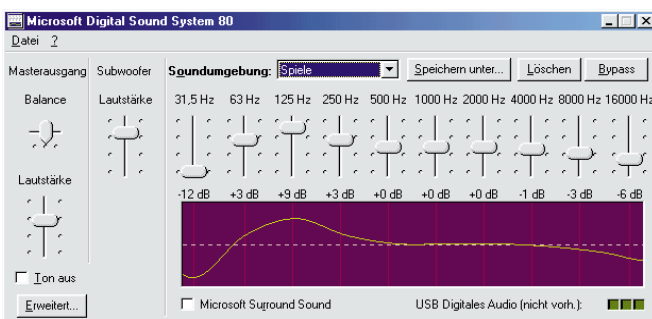 Microsoft Digital Sound System 80
Datei ?
Masterausgang Subwoofer Soundumgebung: Spiele Speichern unter... Löschen Bypass
Balance Lautstärke 31,5 Hz 63 Hz 125 Hz 250 Hz 500 Hz 1000 Hz 2000 Hz 4000 Hz 8000 Hz 16000 Hz
Lautstärke
-12 dB +3 dB +9 dB +3 dB +0 dB +0 dB +0 dB -1 dB -3 dB -6 dB
Ton aus
Erweitert... Microsoft Surround Sound USB Digitales Audio (nicht vorh.):